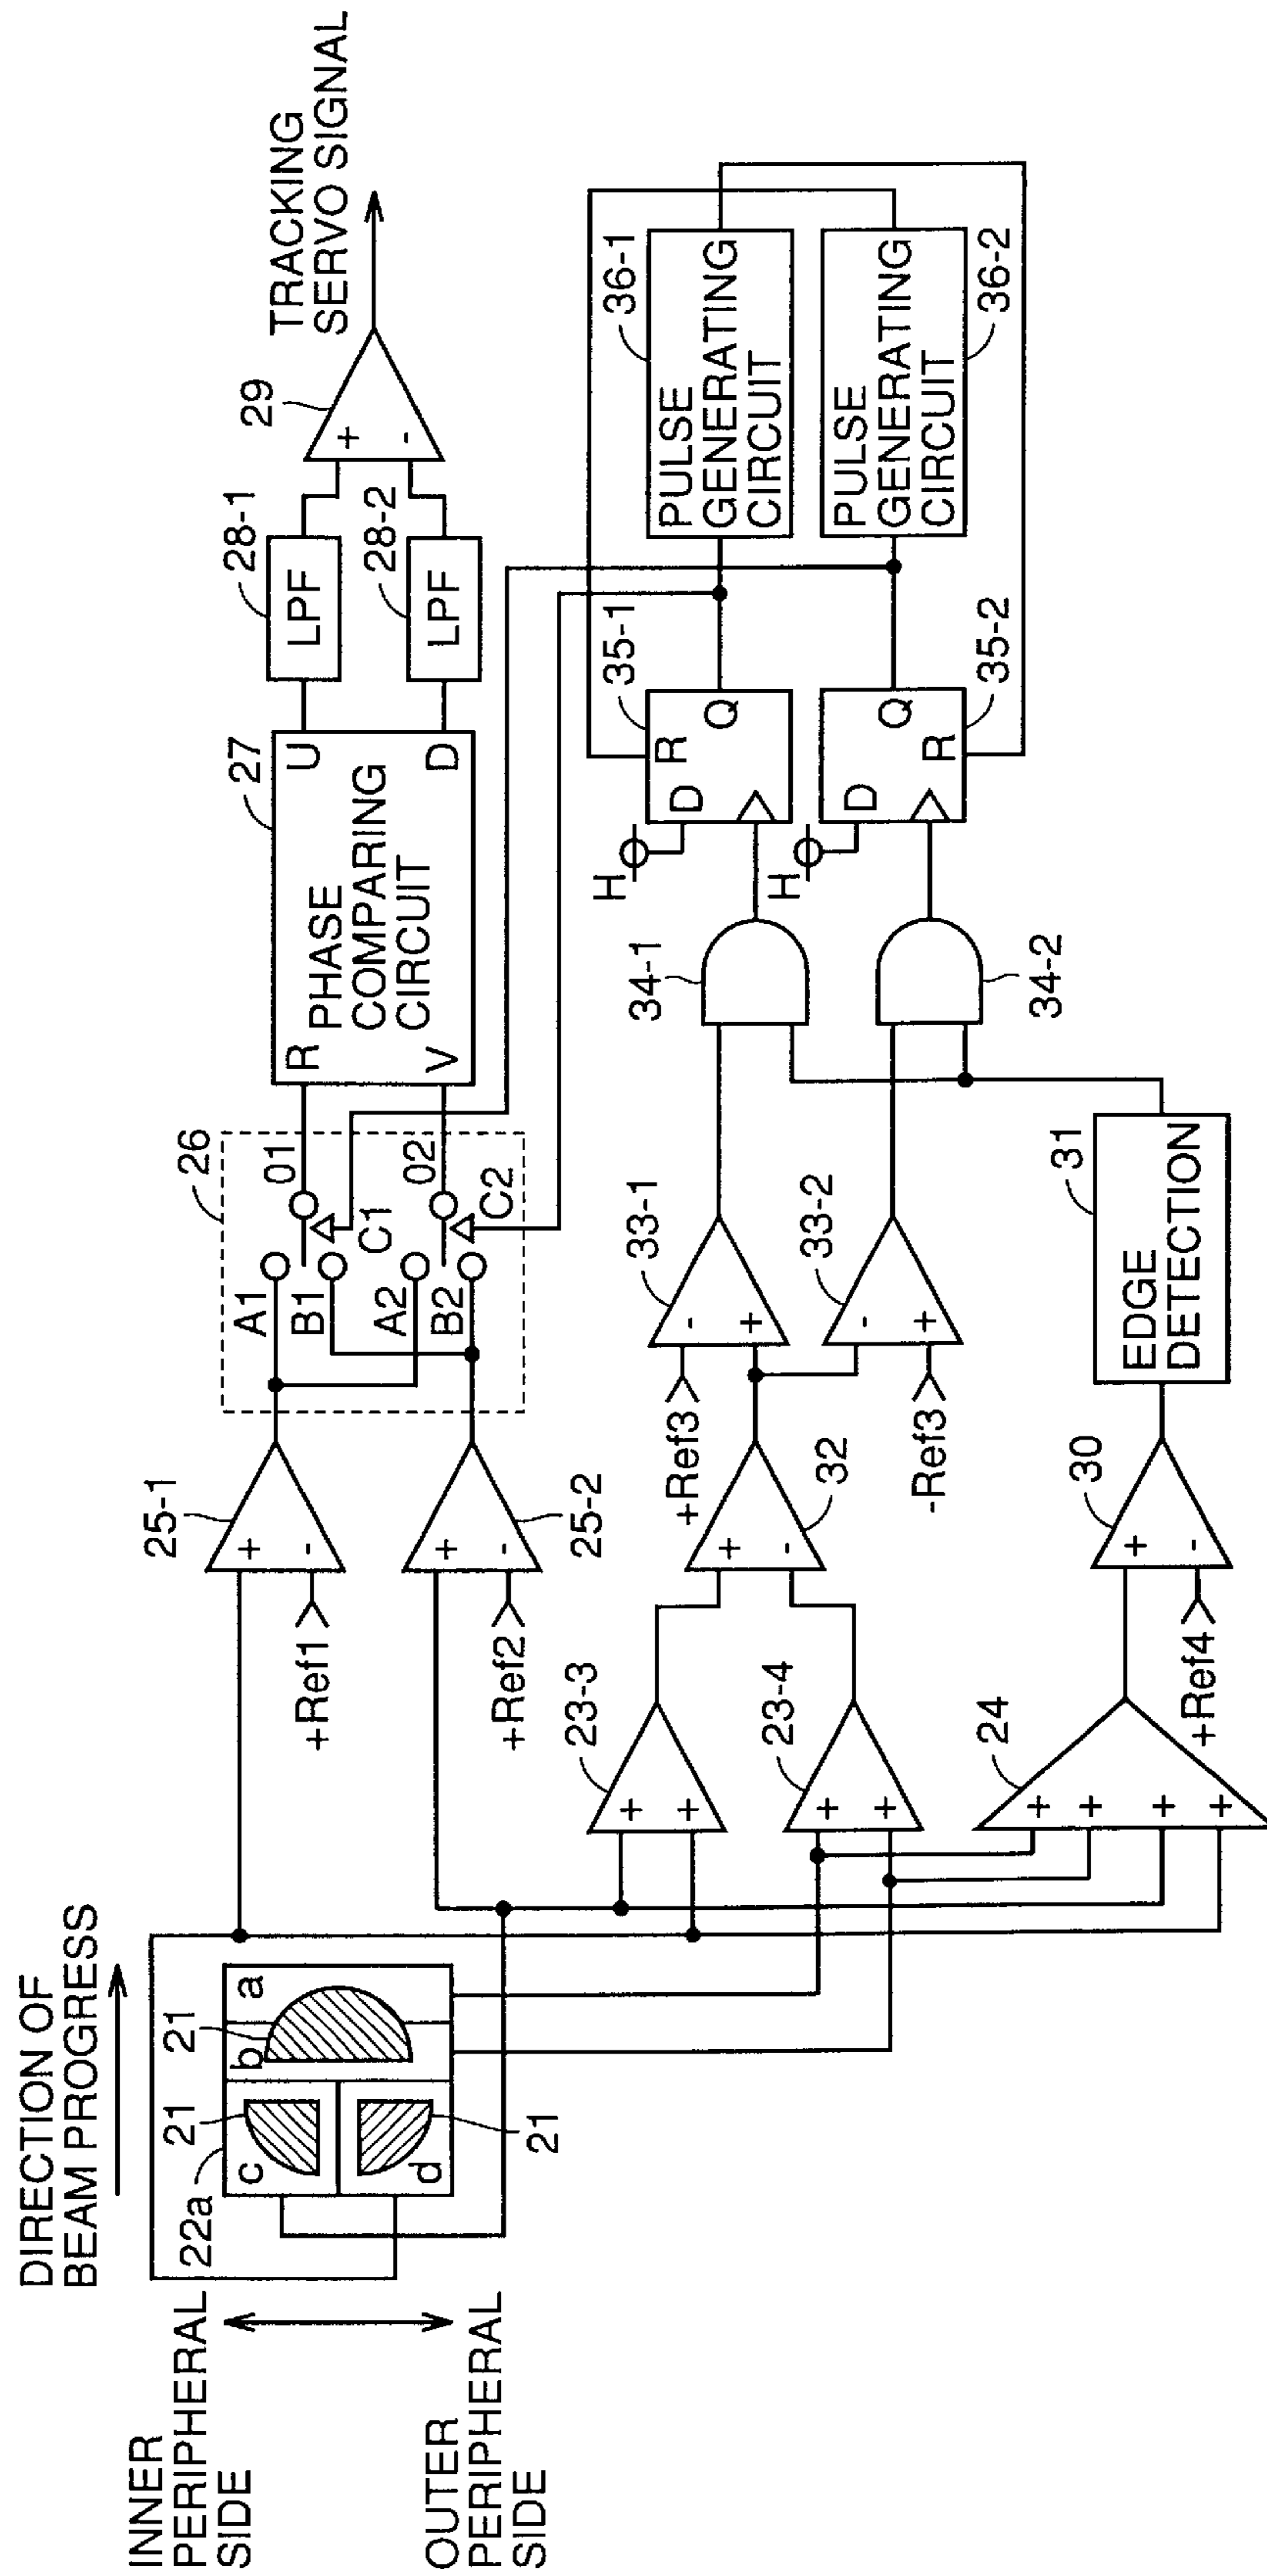 DIRECTION OF
BEAM PROGRESS
INNER
PERIPHERAL
SIDE
OUTER
PERIPHERAL
SIDE
22a
21
21
21
a
b
c
d
25-1
+
-
+Ref1
25-2
+
-
+Ref2
26
A1
B1
A2
B2
C1
C2
01
02
27
R
V
PHASE
COMPARING
CIRCUIT
U
D
28-1
LPF
28-2
LPF
29
+
-
TRACKING
SERVO SIGNAL
23-3
+
+
23-4
+
+
32
+
-
+Ref3
33-1
-
+
33-2
-
+
-Ref3
34-1
34-2
H
D
R
Q
35-1
H
D
R
Q
35-2
PULSE
GENERATING
CIRCUIT
36-1
PULSE
GENERATING
CIRCUIT
36-2
24
+
+
+
+
30
+
-
+Ref4
31
EDGE
DETECTION